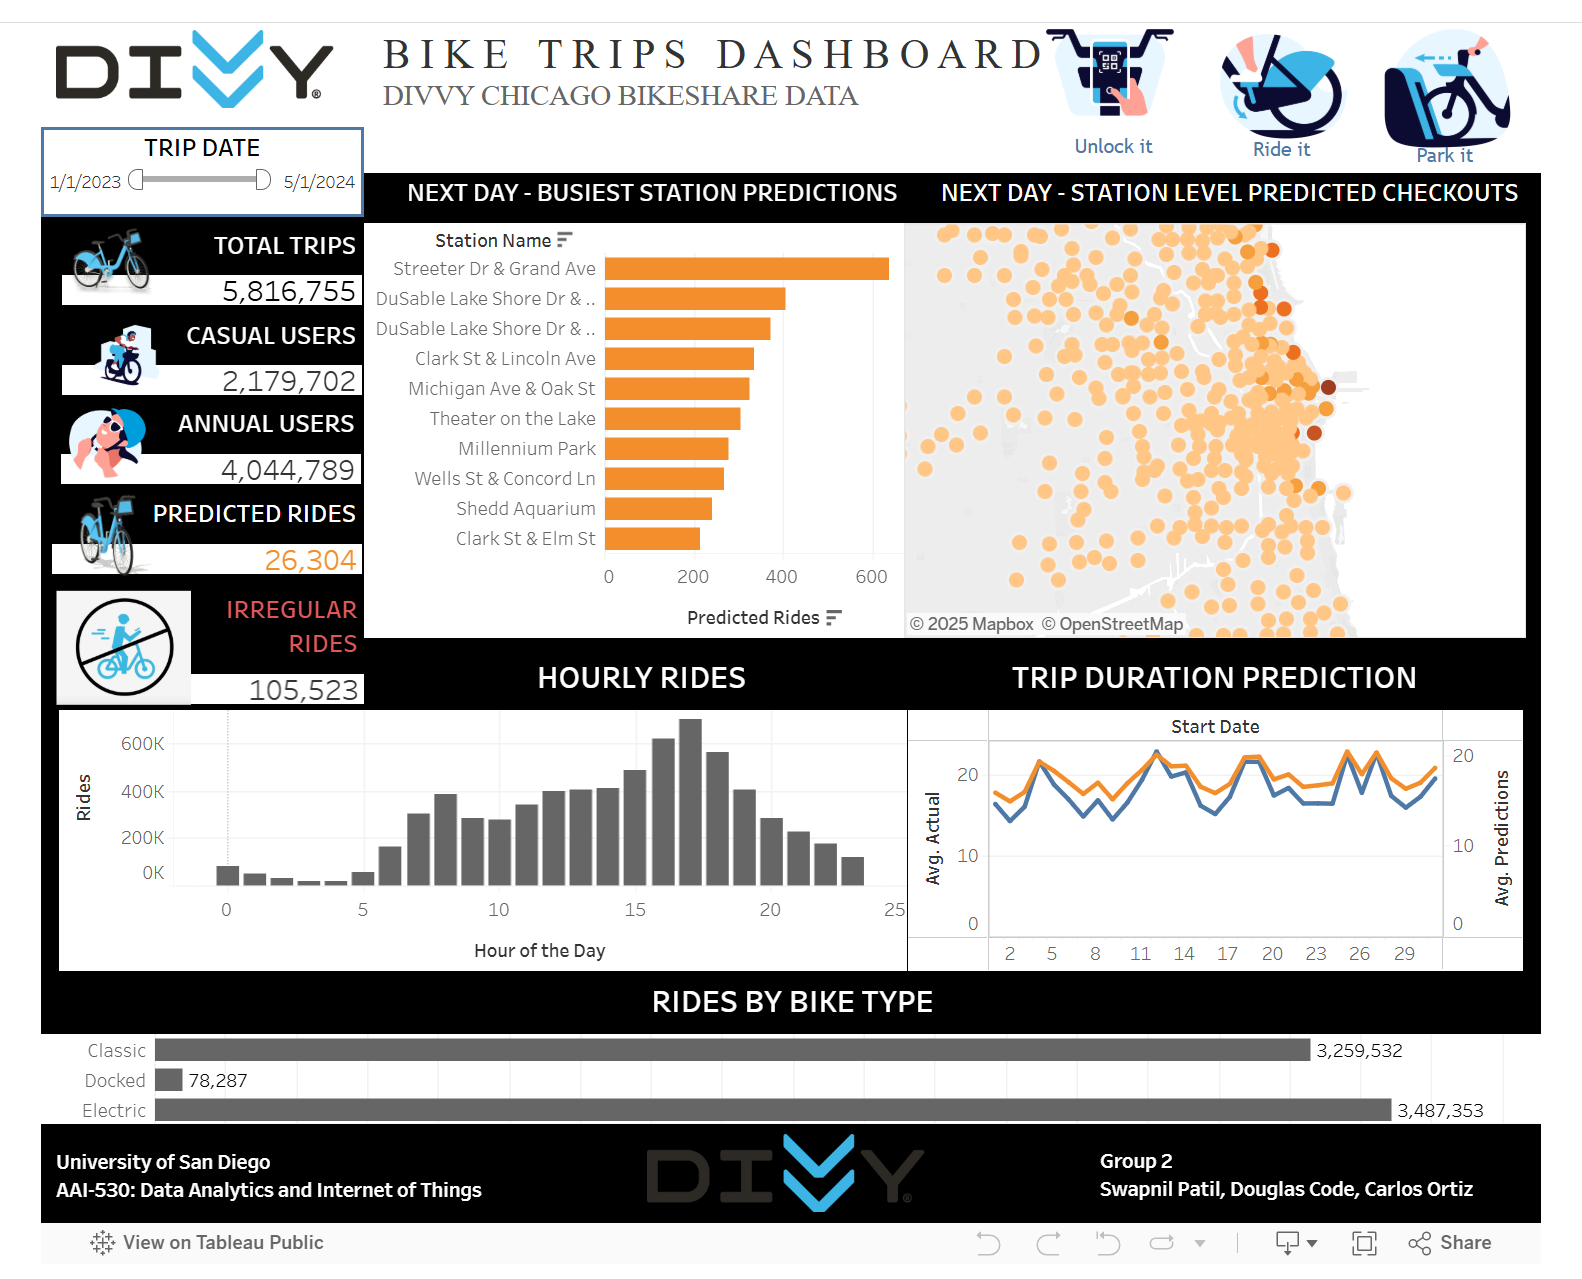 DIVVY®
BIKE TRIPS DASHBOARD
DIVVY CHICAGO BIKESHARE DATA
Unlock it
Ride it
Park it
TRIP DATE
1/1/2023
5/1/2024
TOTAL TRIPS
5,816,755
CASUAL USERS
2,179,702
ANNUAL USERS
4,044,789
PREDICTED RIDES
26,304
IRREGULAR
RIDES
105,523
NEXT DAY - BUSIEST STATION PREDICTIONS
Station Name
Streeter Dr & Grand Ave
DuSable Lake Shore Dr & ..
DuSable Lake Shore Dr & ..
Clark St & Lincoln Ave
Michigan Ave & Oak St
Theater on the Lake
Millennium Park
Wells St & Concord Ln
Shedd Aquarium
Clark St & Elm St
0 200 400 600
Predicted Rides
NEXT DAY - STATION LEVEL PREDICTED CHECKOUTS
© 2025 Mapbox © OpenStreetMap
HOURLY RIDES
Rides
600K
400K
200K
0K
0 5 10 15 20 25
Hour of the Day
TRIP DURATION PREDICTION
Start Date
Avg. Actual
20
10
0
20
10
0
Avg. Predictions
2 5 8 11 14 17 20 23 26 29
RIDES BY BIKE TYPE
Classic 3,259,532
Docked 78,287
Electric 3,487,353
University of San Diego
AAI-530: Data Analytics and Internet of Things
DIVVY®
Group 2
Swapnil Patil, Douglas Code, Carlos Ortiz
View on Tableau Public
Share